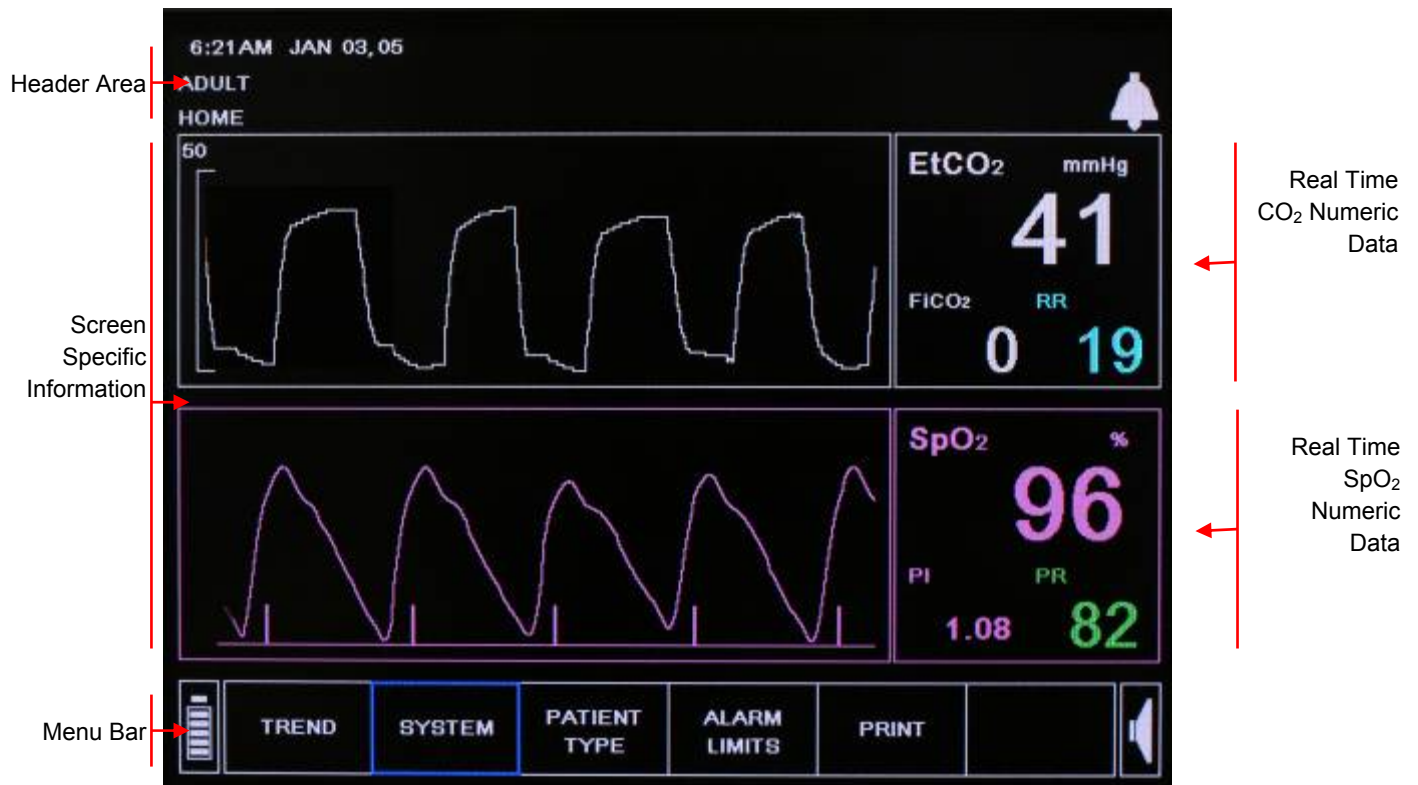 6:21AM JAN 03, 05
Header Area
ADULT
HOME
50
EtCO₂ mmHg
41
FiCO₂ RR
0 19
Real Time
CO₂ Numeric
Data
Screen
Specific
Information
SpO₂ %
96
PI PR
1.08 82
Real Time
SpO₂
Numeric
Data
Menu Bar
TREND
SYSTEM
PATIENT
TYPE
ALARM
LIMITS
PRINT